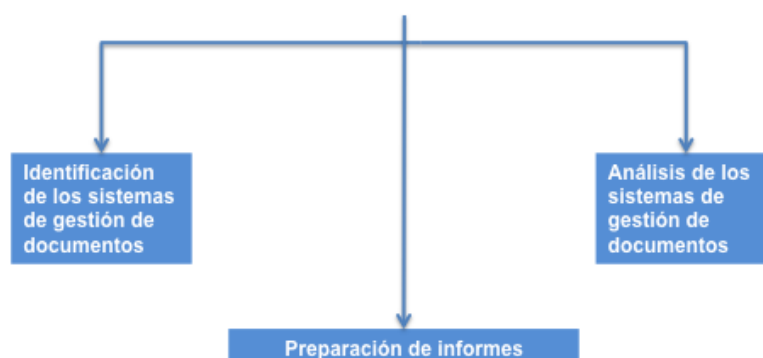 Identificación
de los sistemas
de gestión de
documentos
Análisis de los
sistemas de
gestión de
documentos
Preparación de informes